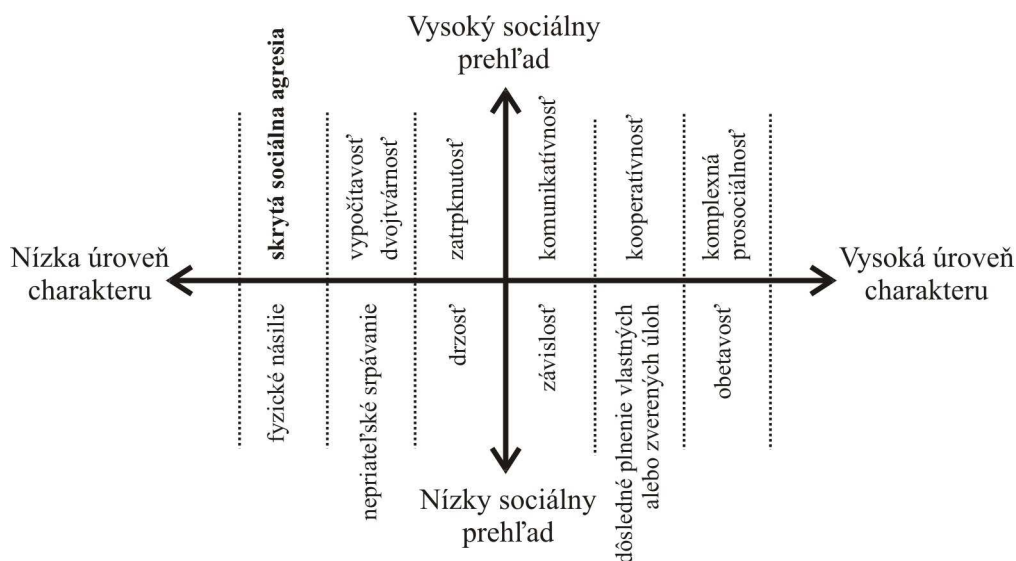 Vysoký sociálny
prehľad
skrytá sociálna agresia
vypočítavosť
dvojtvárnosť
zatrpknutosť
komunikatívnosť
kooperatívnosť
komplexná
prosociálnosť
Nízka úroveň
charakteru
Vysoká úroveň
charakteru
fyzické násilie
nepriateľské srpávanie
drzosť
závislosť
dôsledné plnenie vlastných
alebo zverených úloh
obetavosť
Nízky sociálny
prehľad